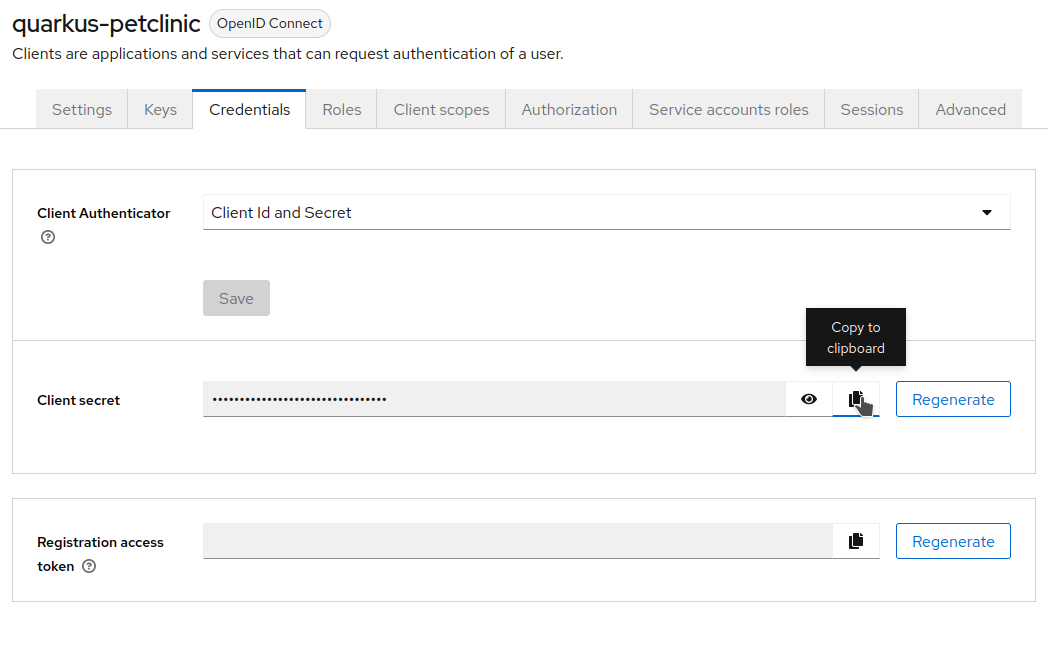 quarkus-petclinic OpenID Connect
Clients are applications and services that can request authentication of a user.
Settings Keys Credentials Roles Client scopes Authorization Service accounts roles Sessions Advanced
Client Authenticator Client Id and Secret
Save
Copy to
clipboard
Client secret •••••••••••••••••••••••••••••••• Regenerate
Registration access
token
Regenerate